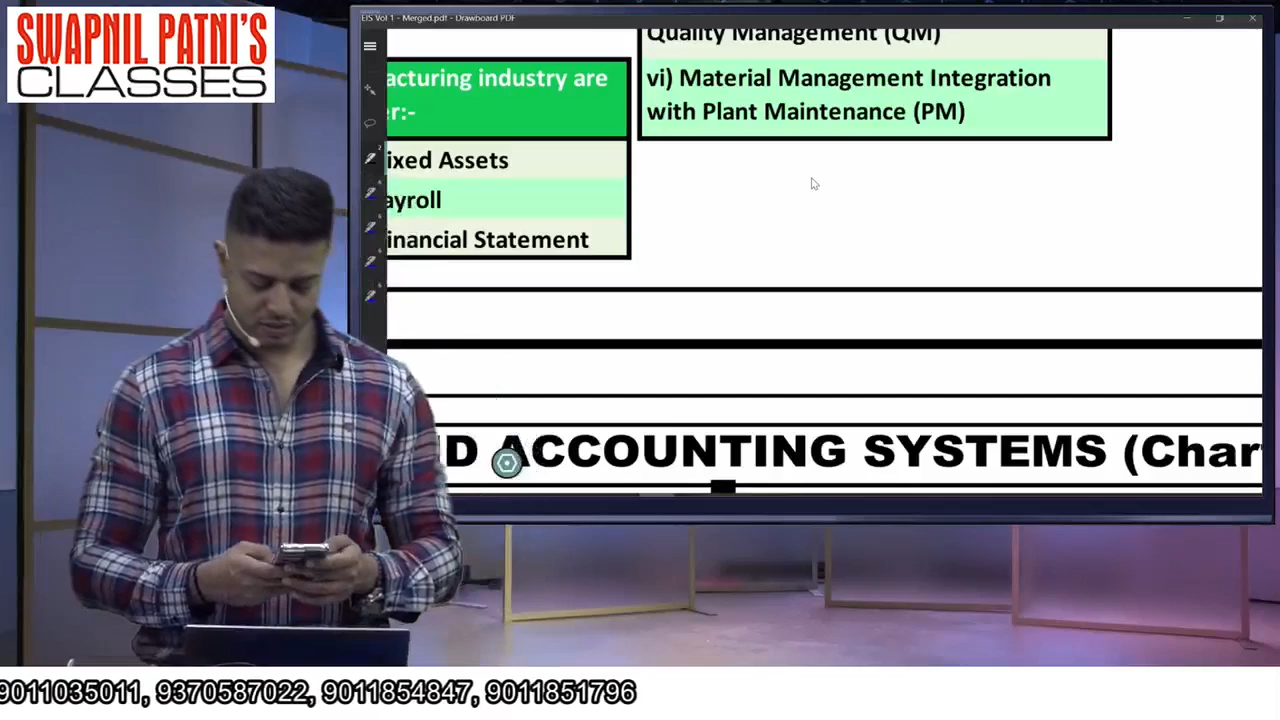 SWAPNIL PATNI'S
CLASSES
EIS Vol 1 - Merged.pdf - Drawboard PDF
Quality Management (QM)
vi) Material Management Integration
with Plant Maintenance (PM)
acturing industry are
r:-
ixed Assets
ayroll
inancial Statement
D ACCOUNTING SYSTEMS (Char
9011035011, 9370587022, 9011854847, 9011851796